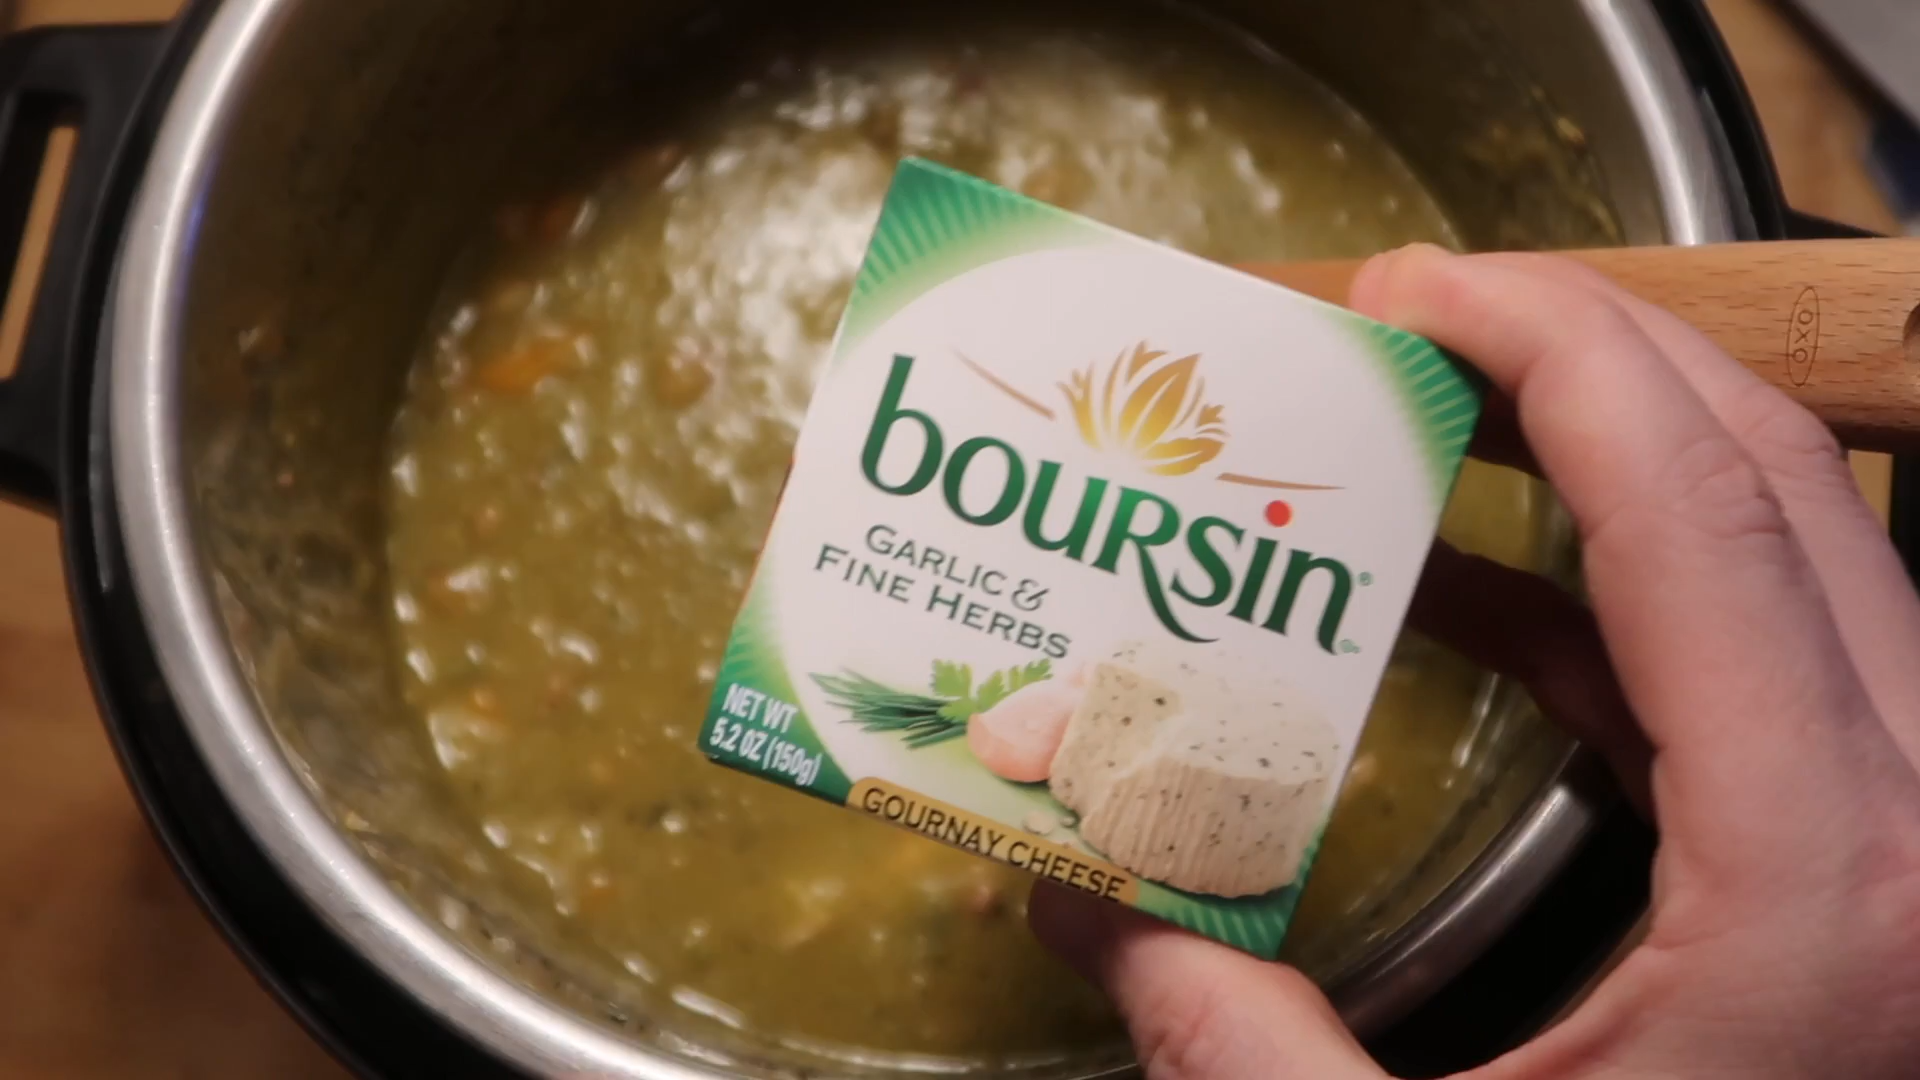 boursin®
GARLIC &
FINE HERBS
NET WT
5.2 OZ (150g)
GOURNAY CHEESE
OXO